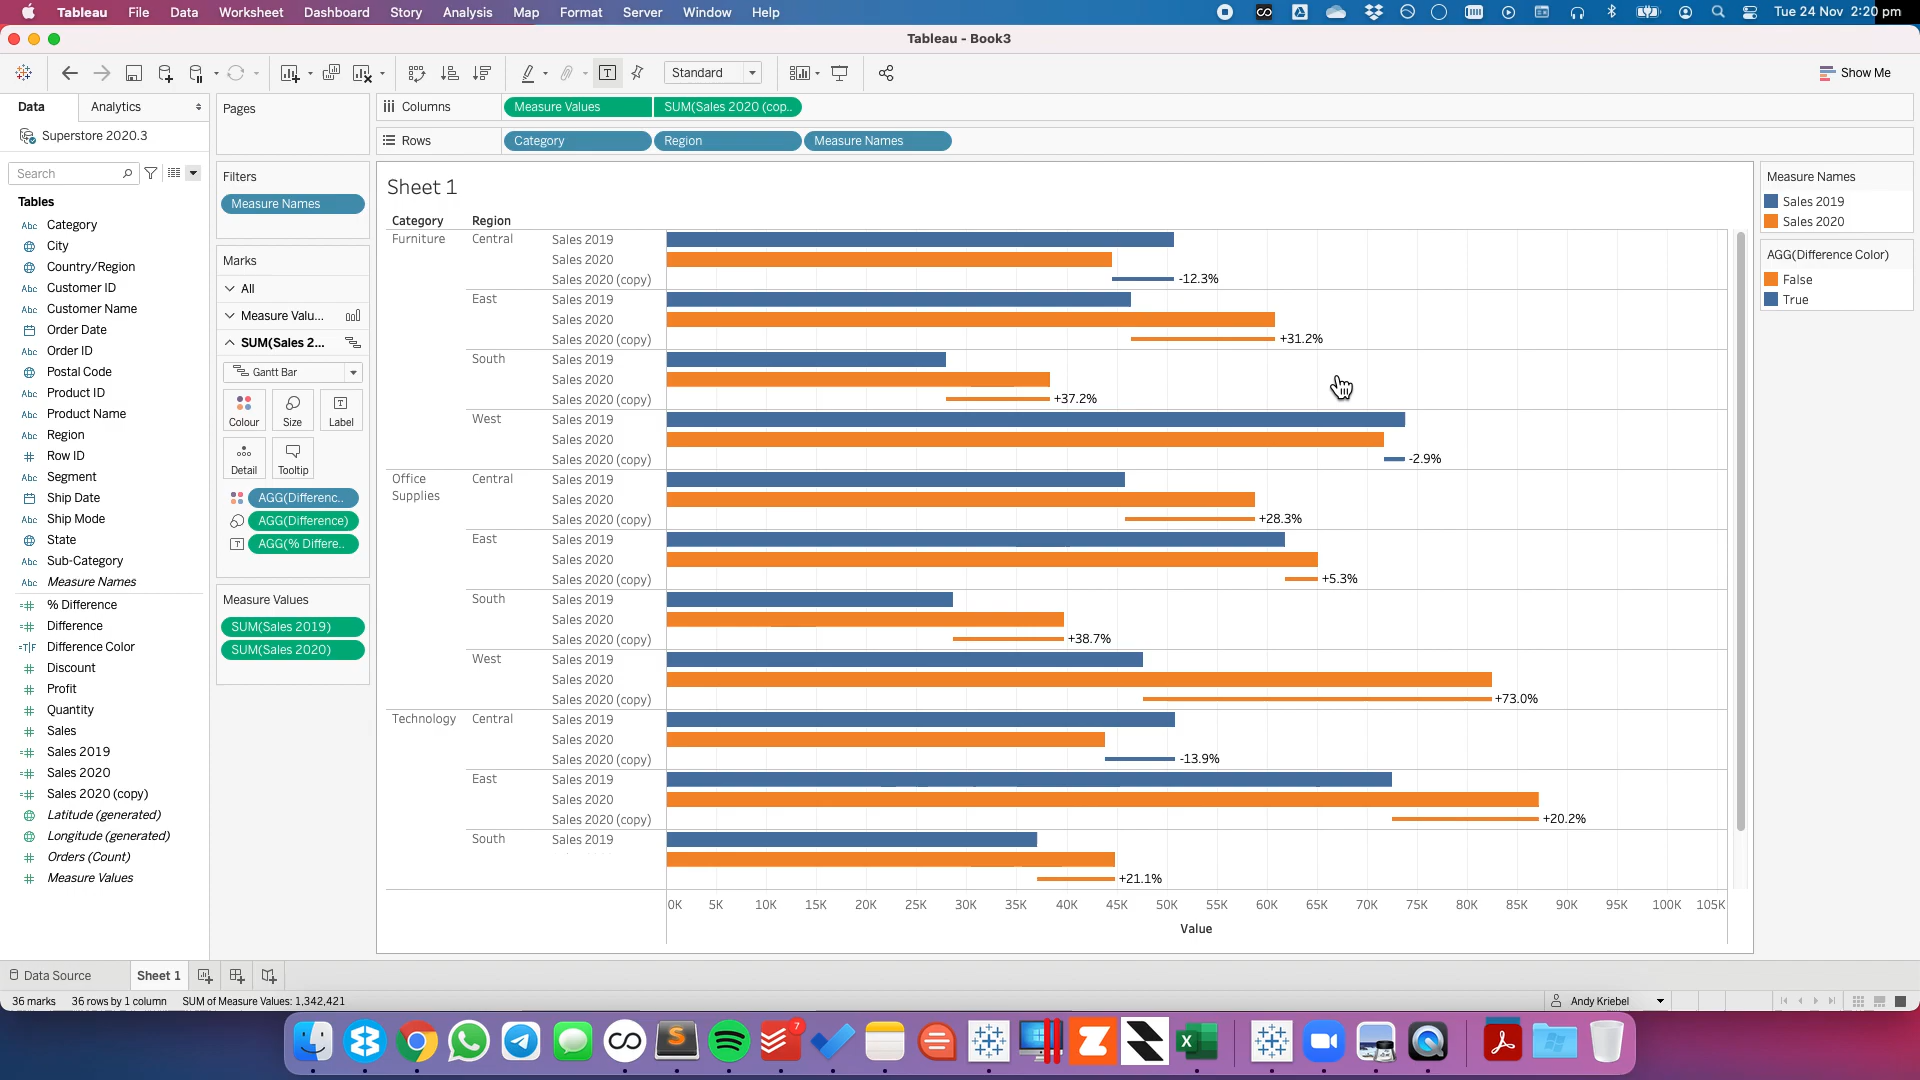 Tableau File Data Worksheet Dashboard Story Analysis Map Format Server Window Help Tue 24 Nov 2:20 pm
Tableau - Book3
Standard
Show Me
Data Analytics
Pages
Columns Measure Values SUM(Sales 2020 (cop..
Superstore 2020.3
Rows Category Region Measure Names
Search
Filters
Measure Names
Tables
Category
City
Country/Region
Customer ID
Customer Name
Order Date
Order ID
Postal Code
Product ID
Product Name
Region
Row ID
Segment
Ship Date
Ship Mode
State
Sub-Category
Measure Names
% Difference
Difference
Difference Color
Discount
Profit
Quantity
Sales
Sales 2019
Sales 2020
Sales 2020 (copy)
Latitude (generated)
Longitude (generated)
Orders (Count)
Measure Values
Marks
All
Measure Valu...
SUM(Sales 2...
Gantt Bar
Colour Size Label
Detail Tooltip
AGG(Differenc..
AGG(Difference)
AGG(% Differe..
Measure Values
SUM(Sales 2019)
SUM(Sales 2020)
Sheet 1
Category Region
Furniture Central Sales 2019
Sales 2020
Sales 2020 (copy) -12.3%
East Sales 2019
Sales 2020
Sales 2020 (copy) +31.2%
South Sales 2019
Sales 2020
Sales 2020 (copy) +37.2%
West Sales 2019
Sales 2020
Sales 2020 (copy) -2.9%
Office Supplies Central Sales 2019
Sales 2020
Sales 2020 (copy) +28.3%
East Sales 2019
Sales 2020
Sales 2020 (copy) +5.3%
South Sales 2019
Sales 2020
Sales 2020 (copy) +38.7%
West Sales 2019
Sales 2020
Sales 2020 (copy) +73.0%
Technology Central Sales 2019
Sales 2020
Sales 2020 (copy) -13.9%
East Sales 2019
Sales 2020
Sales 2020 (copy) +20.2%
South Sales 2019
+21.1%
0K 5K 10K 15K 20K 25K 30K 35K 40K 45K 50K 55K 60K 65K 70K 75K 80K 85K 90K 95K 100K 105K
Value
Measure Names
Sales 2019
Sales 2020
AGG(Difference Color)
False
True
Data Source Sheet 1
36 marks 36 rows by 1 column SUM of Measure Values: 1,342,421 Andy Kriebel
7